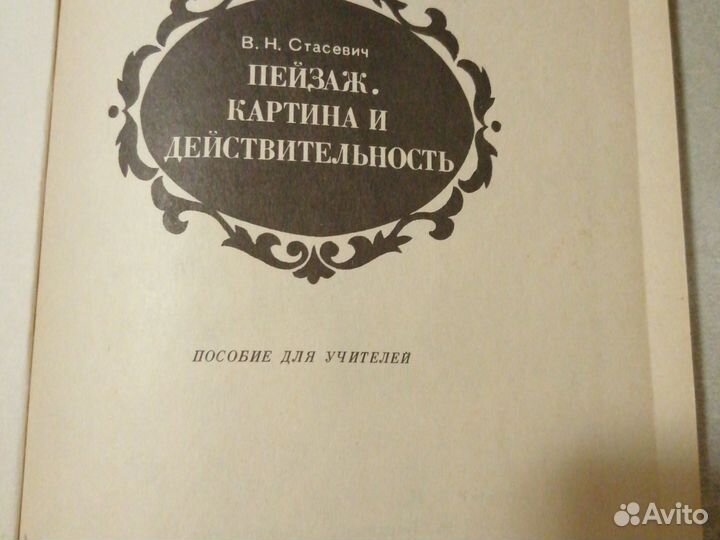 В. Н. Стасевич
ПЕЙЗАЖ.
КАРТИНА И
ДЕЙСТВИТЕЛЬНОСТЬ
ПОСОБИЕ ДЛЯ УЧИТЕЛЕЙ
Avito